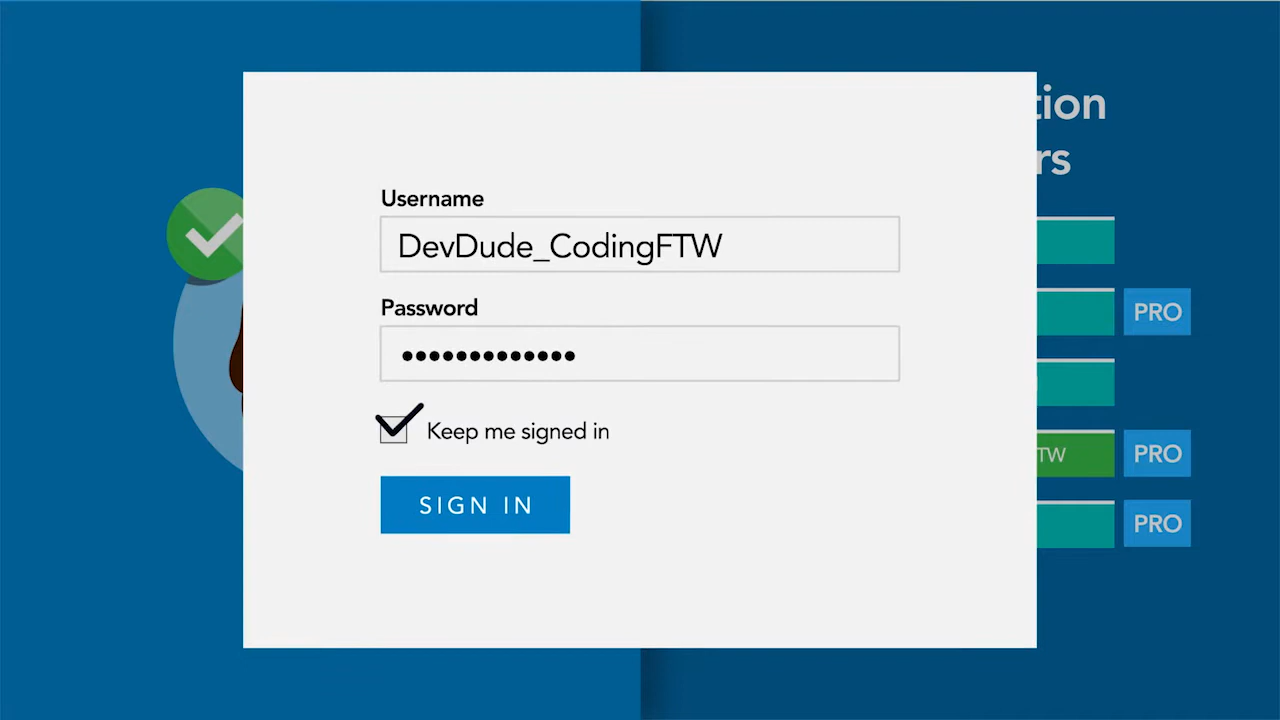 Username
DevDude_CodingFTW
Password
Keep me signed in
SIGN IN
tion
rs
PRO
TW
PRO
PRO